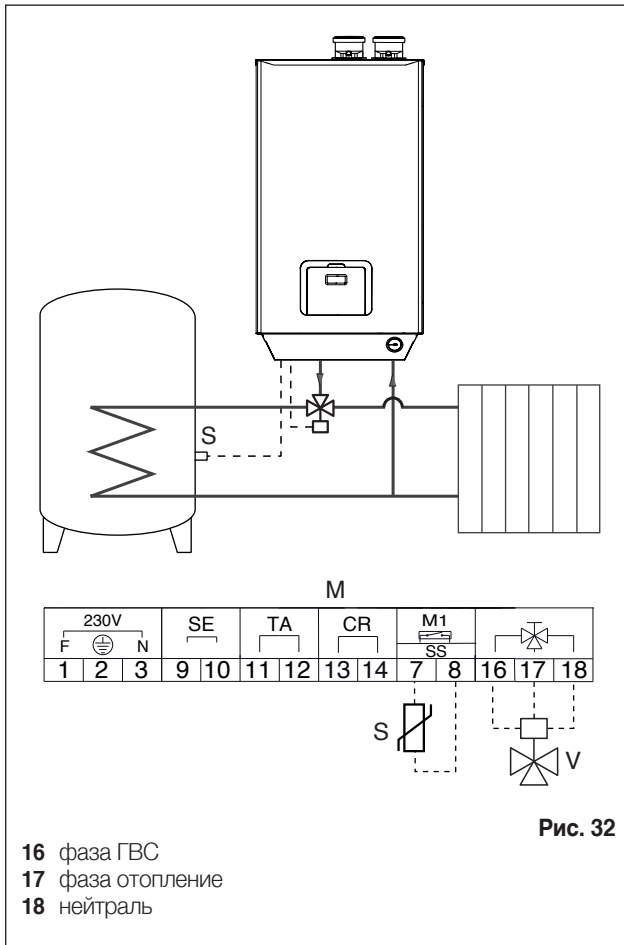 S
M
230V SE TA CR M1
F N SS
1 2 3 9 10 11 12 13 14 7 8 16 17 18
S
V
Рис. 32
16 фаза ГВС
17 фаза отопление
18 нейтраль